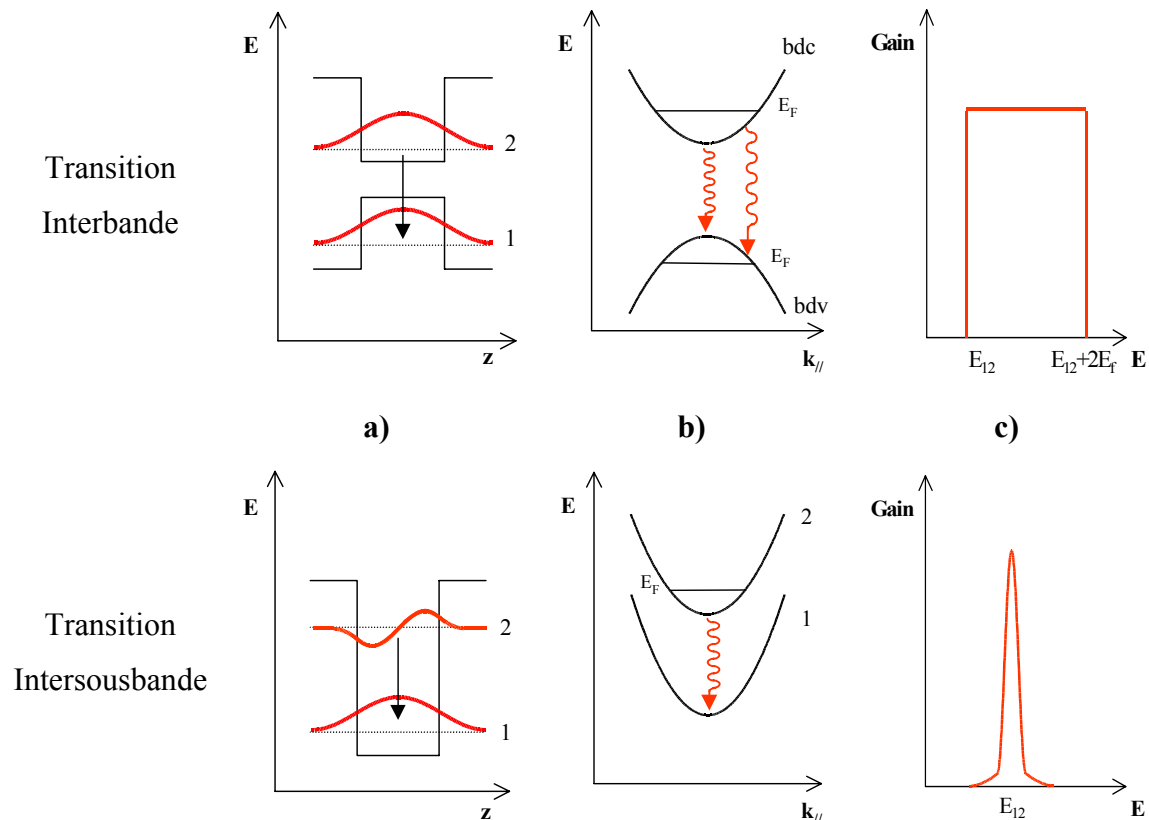 E
2
1
z
E
bdc
E_F
E_F
bdv
k_//
Gain
E_12
E_12+2E_f
E
Transition
Interbande
a)
b)
c)
E
2
1
z
E
2
E_F
1
k_//
Gain
E_12
E
Transition
Intersousbande